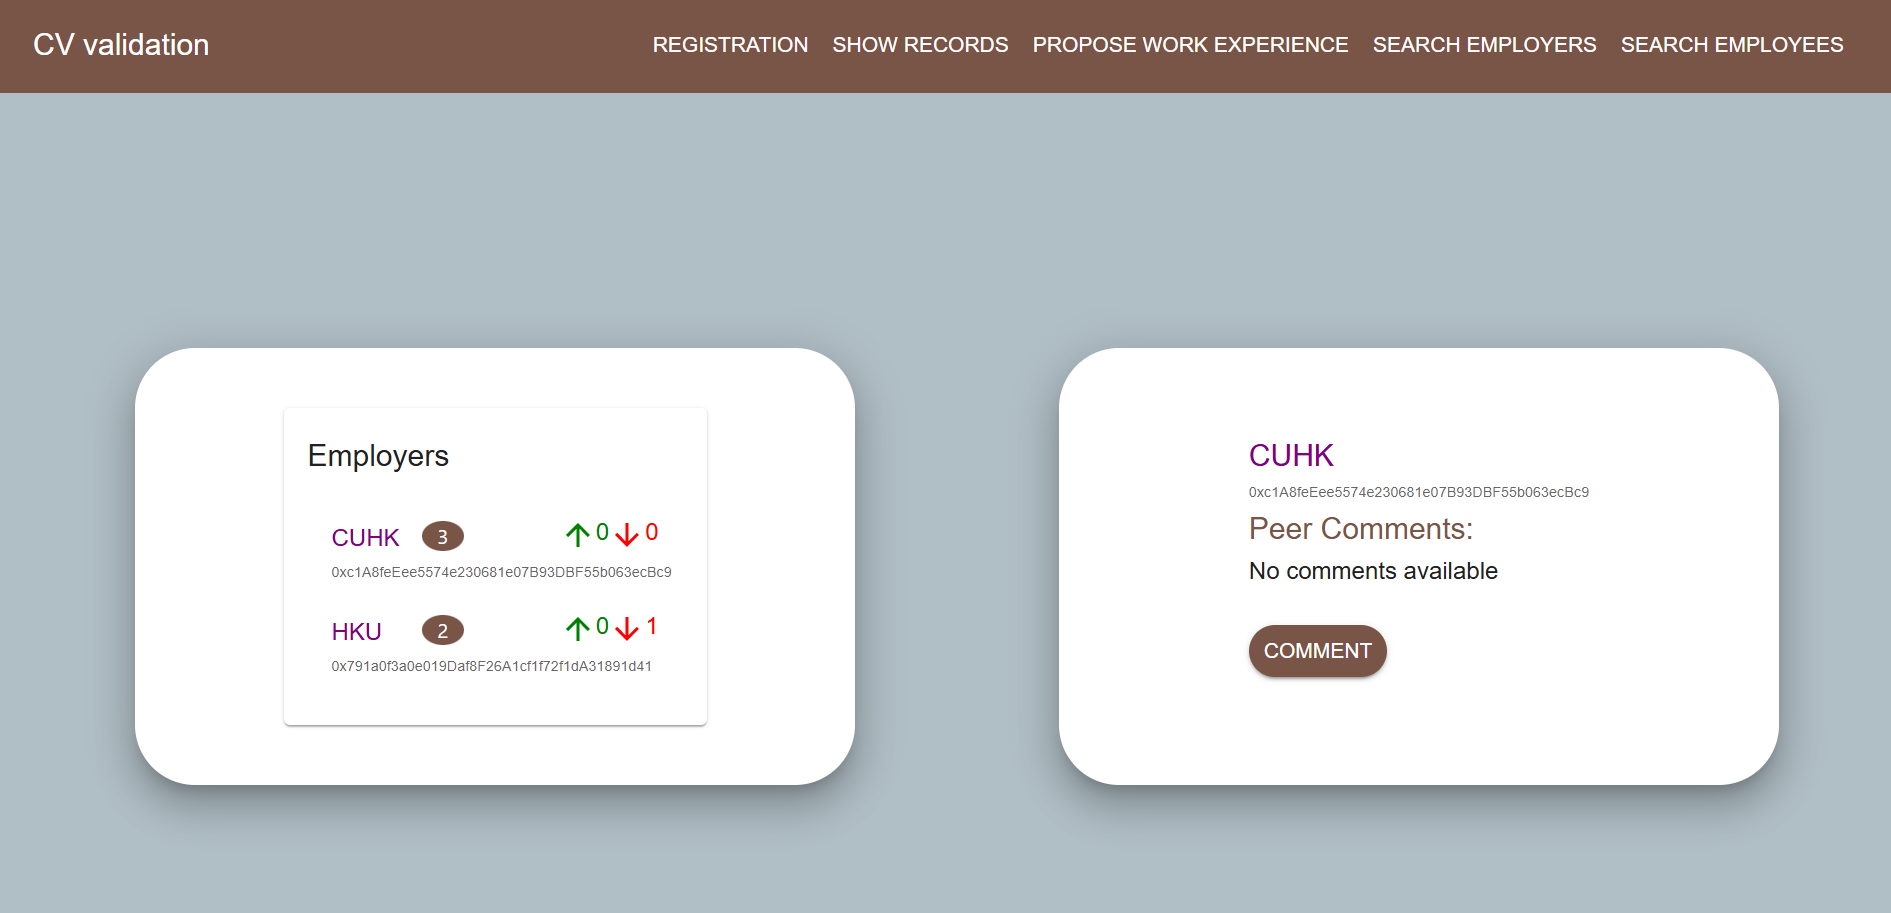 CV validation
REGISTRATION SHOW RECORDS PROPOSE WORK EXPERIENCE SEARCH EMPLOYERS SEARCH EMPLOYEES
Employers
CUHK 3 0 0
0xc1A8feEee5574e230681e07B93DBF55b063ecBc9
HKU 2 0 1
0x791a0f3a0e019Daf8F26A1cf1f72f1dA31891d41
CUHK
0xc1A8feEee5574e230681e07B93DBF55b063ecBc9
Peer Comments:
No comments available
COMMENT